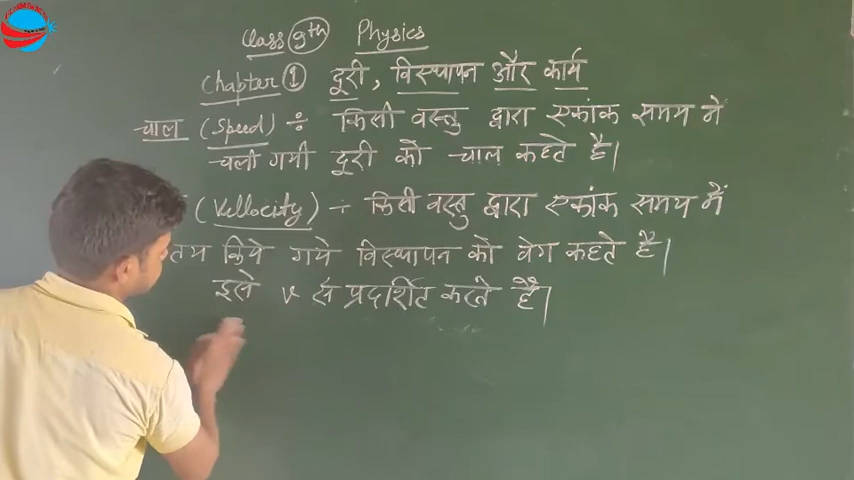 Class 9th Physics
Chapter 1 दूरी, विस्थापन और कार्य
चाल (Speed) ÷ किसी वस्तु द्वारा एकांक समय मे
चली गयी दूरी को चाल कहते है।
(Vellocity) ÷ किसी वस्तु द्वारा एकांक समय में
तय किये गये विस्थापन को वेग कहते है।
इसे v से प्रदर्शित करते हैं।